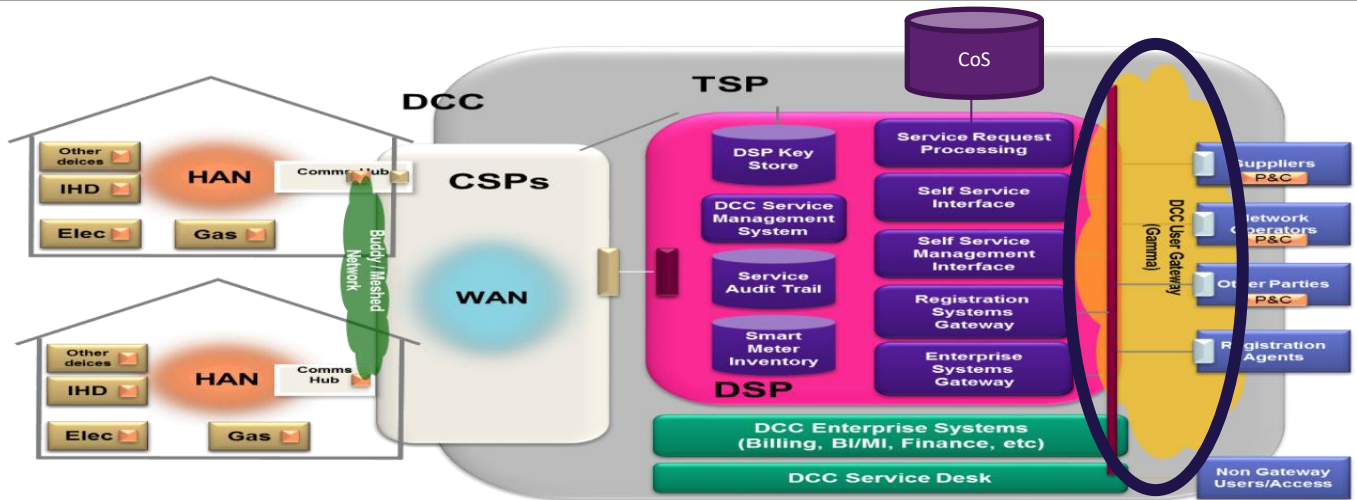 CoS
TSP
DCC
Other
deices
IHD
HAN
Comms Hub
Elec
Gas
Buddy / Meshed
Network
Other
deices
IHD
HAN
Comms
Hub
Elec
Gas
CSPs
WAN
DSP Key
Store
DCC Service
Management
System
Service
Audit Trail
Smart
Meter
Inventory
DSP
Service Request
Processing
Self Service
Interface
Self Service
Management
Interface
Registration
Systems
Gateway
Enterprise
Systems
Gateway
DCC Enterprise Systems
(Billing, BI/MI, Finance, etc)
DCC Service Desk
DCC User Gateway
(Gamma)
Suppliers
P&C
Network
Operators
P&C
Other Parties
P&C
Registration
Agents
Non Gateway
Users/Access